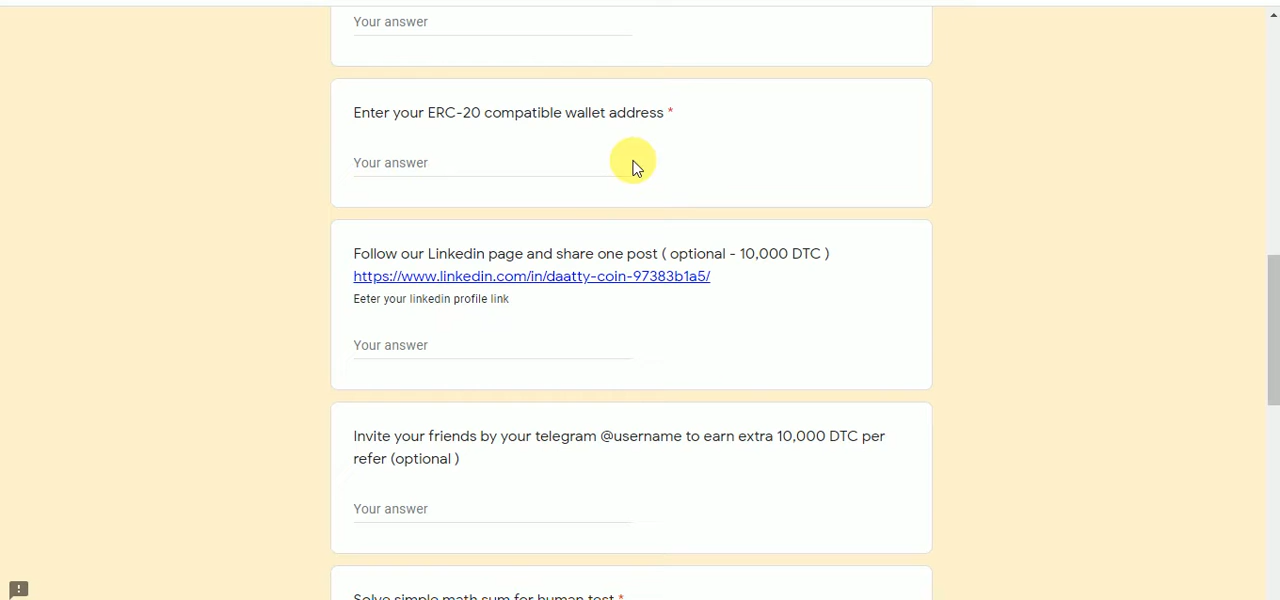 Your answer
Enter your ERC-20 compatible wallet address *
Your answer
Follow our Linkedin page and share one post ( optional - 10,000 DTC )
https://www.linkedin.com/in/daatty-coin-97383b1a5/
Eeter your linkedin profile link
Your answer
Invite your friends by your telegram @username to earn extra 10,000 DTC per
refer (optional )
Your answer
Solve simple math sum for human test *